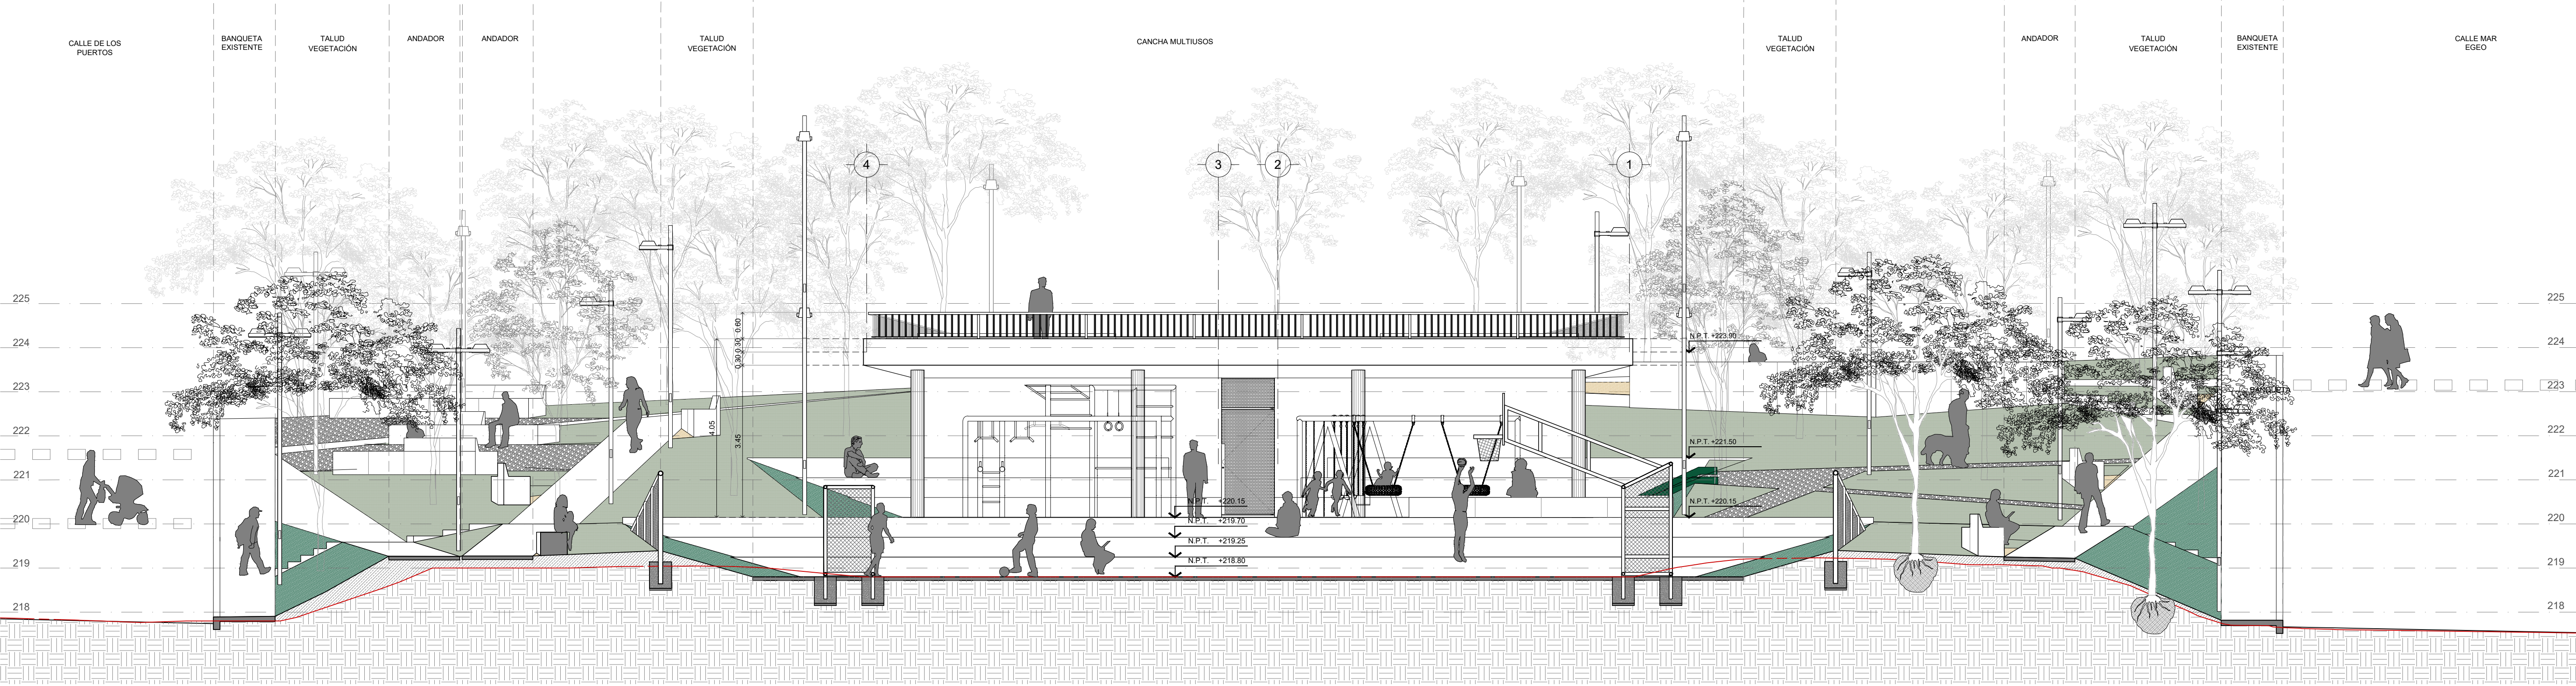 CALLE DE LOS
PUERTOS
BANQUETA
EXISTENTE
TALUD
VEGETACIÓN
ANDADOR
ANDADOR
TALUD
VEGETACIÓN
CANCHA MULTIUSOS
TALUD
VEGETACIÓN
ANDADOR
TALUD
VEGETACIÓN
BANQUETA
EXISTENTE
CALLE MAR
EGEO
4
3
2
1
225
224
223
222
221
220
219
218
0.60
0.30
0.30
4.05
3.45
N.P.T. +220.15
N.P.T. +219.70
N.P.T. +219.25
N.P.T. +218.80
N.P.T. +223.90
N.P.T. +221.50
N.P.T. +220.15
BANQUETA
225
224
223
222
221
220
219
218